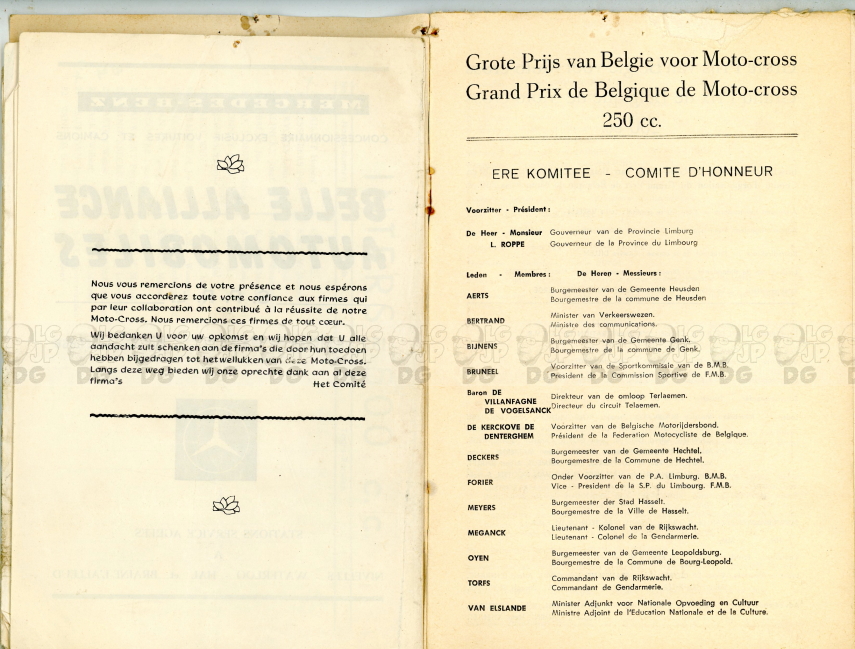 Nous vous remercions de votre présence et nous espérons
que vous accorderez toute votre confiance aux firmes qui
par leur collaboration ont contribué à la réussite de notre
Moto-Cross. Nous remercions ces firmes de tout cœur.
Wij bedanken U voor uw opkomst en wij hopen dat U alle
aandacht zult schenken aan de firma's die door hun toedoen
hebben bijgedragen tot het wellukken van deze Moto-Cross.
Langs deze weg bieden wij onze oprechte dank aan al deze
firma's Het Comité
Grote Prijs van Belgie voor Moto-cross
Grand Prix de Belgique de Moto-cross
250 cc.
ERE KOMITEE - COMITE D'HONNEUR
Voorzitter - Président :
De Heer - Monsieur Gouverneur van de Provincie Limburg
L. ROPPE Gouverneur de la Province du Limbourg
Leden - Membres : De Heren - Messieurs :
AERTS Burgemeester van de Gemeente Heusden
Bourgmestre de la commune de Heusden
BERTRAND Minister van Verkeerswezen.
Ministre des communications.
BIJNENS Burgemeester van de Gemeente Genk.
Bourgmestre de la commune de Genk.
BRUNEEL Voorzitter van de Sportkommisale van de B.M.B.
President de la Commission Sportive de F.M.B.
Baron DE
VILLANFAGNE Direkteur van de omloop Terlaemen.
DE VOGELSANCK Directeur du circuit Telaemen.
DE KERCKOVE DE Voorzitter van de Belgische Motorijdersbond.
DENTERGHEM Président de la Federation Motocycliste de Belgique.
DECKERS Burgemeester van de Gemeente Hechtel.
Bourgemestre de la Commune de Hechtel.
FORIER Onder Voorzitter van de P.A. Limburg. B.M.B.
Vice - President de la S.P. du Limbourg. F.M.B.
MEYERS Burgemeester der Stad Hasselt.
Bourgemestre de la Ville de Hasselt.
MEGANCK Lieutenant - Kolonel van de Rijkswacht.
Lieutenant - Colonel de la Gendarmerie.
OYEN Burgemeester van de Gemeente Leopoldsburg.
Bourgemestre de la Commune de Bourg-Leopold.
TORFS Commandant van de Rijkswacht.
Commandant de Gendarmerie.
VAN ELSLANDE Minister Adjunkt voor Nationale Opvoeding en Cultuur
Ministre Adjoint de l'Education Nationale et de la Culture.